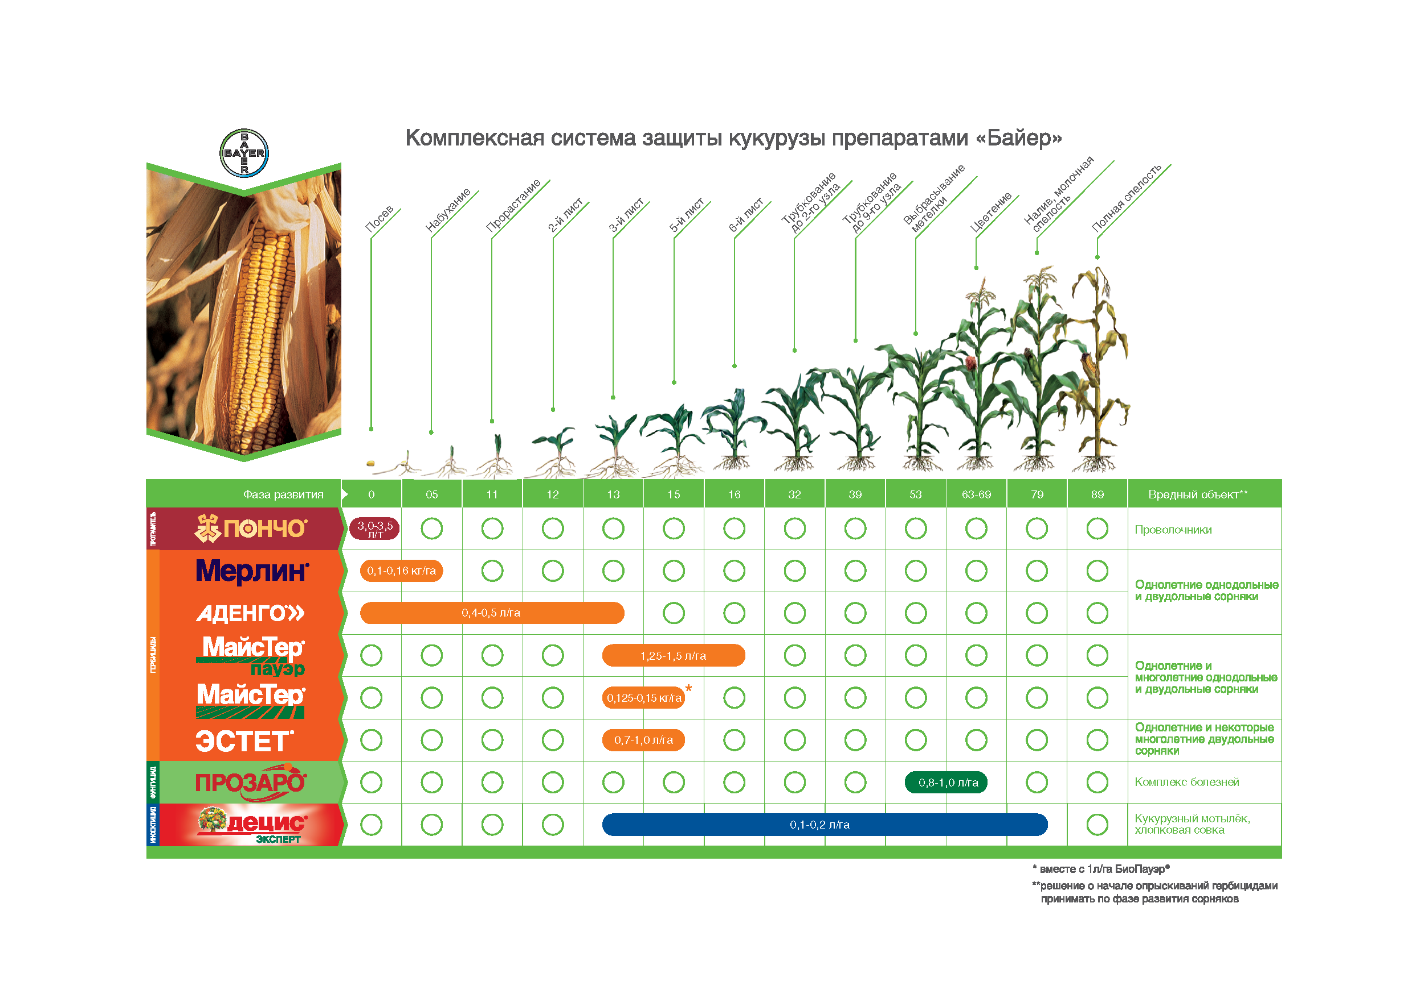 BAYER
BAYER
Комплексная система защиты кукурузы препаратами «Байер»
Посев
Набухание
Прорастание
2-й лист
3-й лист
5-й лист
6-й лист
Трубкование
до 2-го узла
Трубкование
до 9-го узла
Выбрасывание
метелки
Цветение
Налив, молочная
спелость
Полная спелость
Фаза развития 0 05 11 12 13 15 16 32 39 53 63-69 79 89 Вредный объект**
ПРОТРАВИТЕЛЬ
ПОНЧО®
3,0-3,5
л/т
Проволочники
ГЕРБИЦИДЫ
Мерлин®
0,1-0,16 кг/га
Однолетние однодольные
и двудольные сорняки
АДЕНГО®
0,4-0,5 л/га
МайсТер®
пауэр
1,25-1,5 л/га
Однолетние и
многолетние однодольные
и двудольные сорняки
МайсТер®
0,125-0,15 кг/га *
ЭСТЕТ®
0,7-1,0 л/га
Однолетние и некоторые
многолетние двудольные
сорняки
ФУНГИЦИД
ПРОЗАРО®
0,8-1,0 л/га
Комплекс болезней
ИНСЕКТИЦИД
децис®
ЭКСПЕРТ
0,1-0,2 л/га
Кукурузный мотылёк,
хлопковая совка
* вместе с 1л/га БиоПауэр®
**решение о начале опрыскиваний гербицидами
принимать по фазе развития сорняков